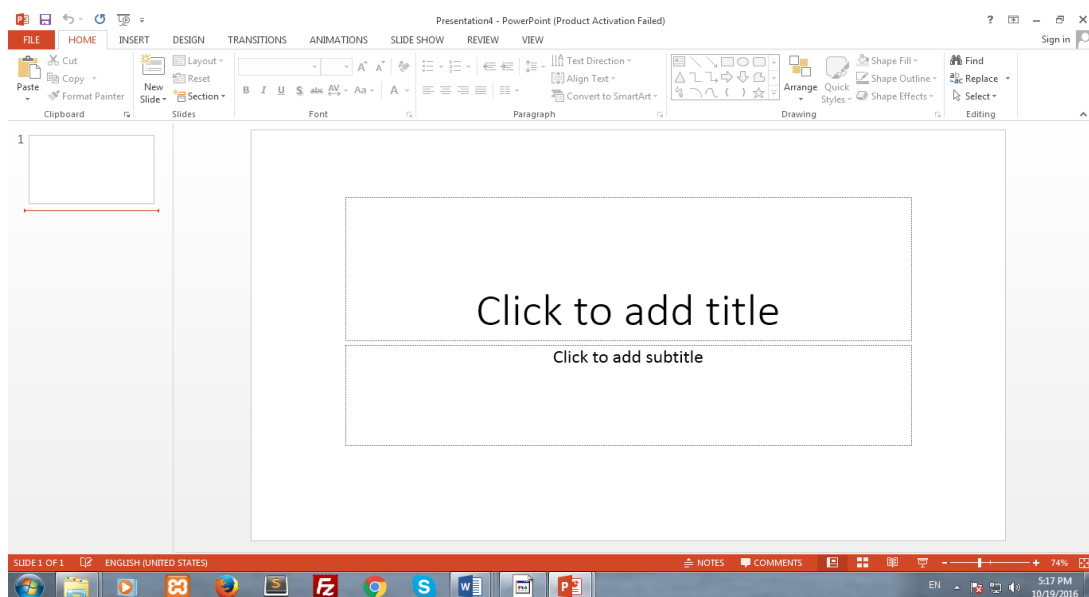 Presentation4 - PowerPoint (Product Activation Failed)
FILE HOME INSERT DESIGN TRANSITIONS ANIMATIONS SLIDE SHOW REVIEW VIEW Sign in
Cut Layout Text Direction Shape Fill Find
Copy Reset Align Text Shape Outline Replace
Paste Format Painter New Slide Section B I U S abc AV Aa A Convert to SmartArt Arrange Quick Styles Shape Effects Select
Clipboard Slides Font Paragraph Drawing Editing
1
Click to add title
Click to add subtitle
SLIDE 1 OF 1 ENGLISH (UNITED STATES) NOTES COMMENTS 74%
EN 5:17 PM
10/19/2016